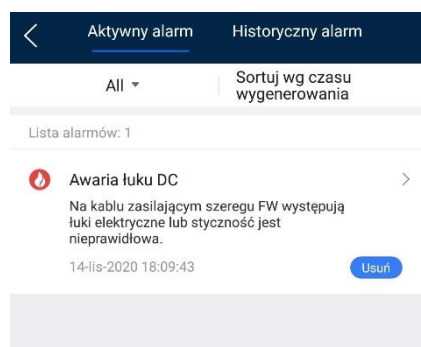 Aktywny alarm Historyczny alarm
All Sortuj wg czasu
wygenerowania
Lista alarmów: 1
Awaria łuku DC
Na kablu zasilającym szeregu FW występują
łuki elektryczne lub styczność jest
nieprawidłowa.
14-lis-2020 18:09:43 Usuń